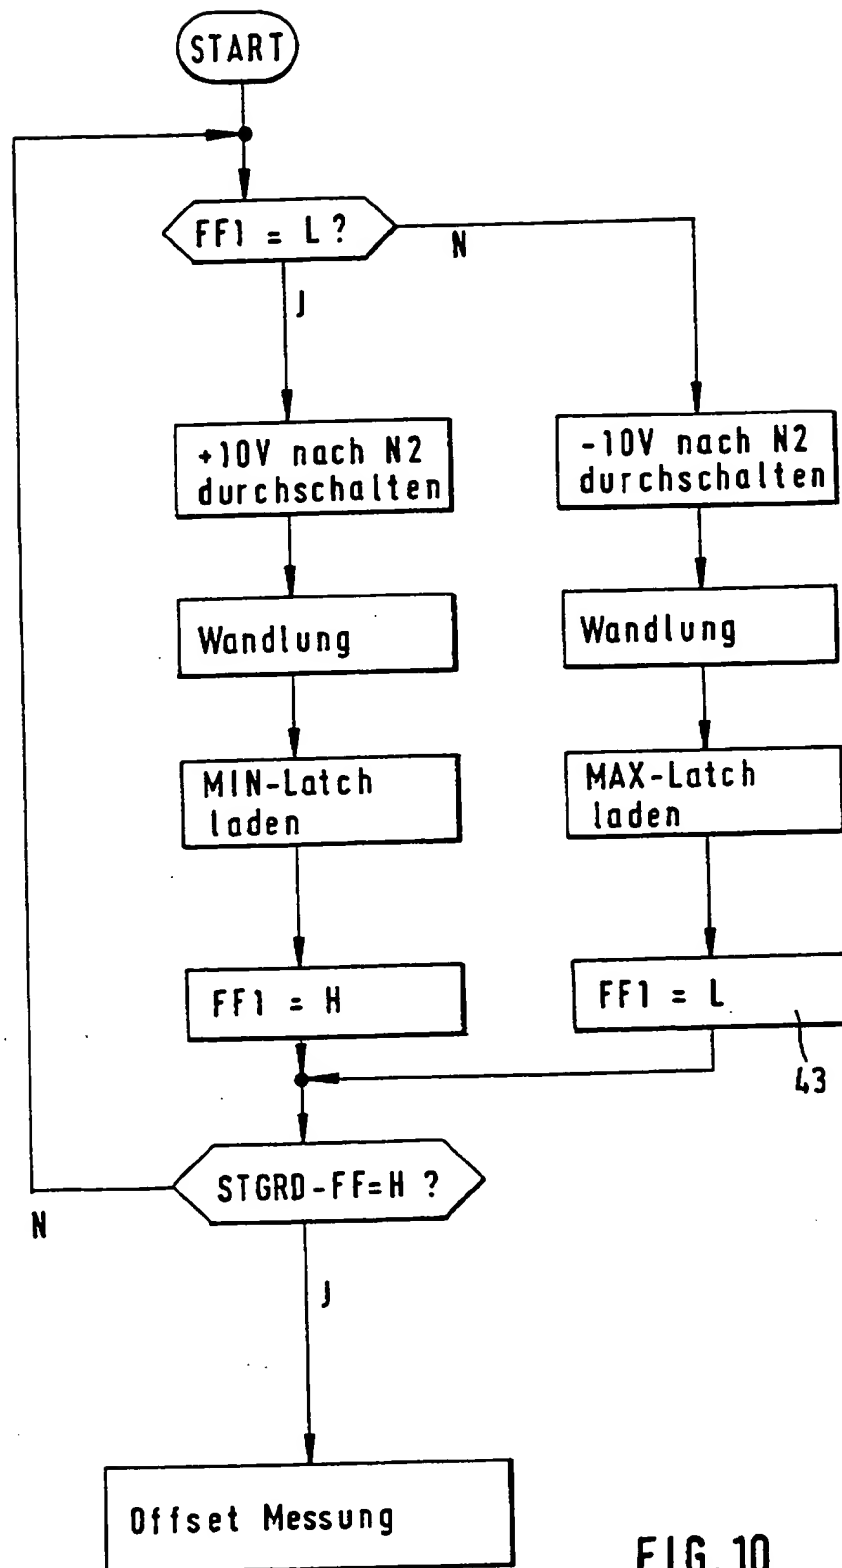 START
FF1 = L ?
N
J
+10V nach N2
durchschalten
-10V nach N2
durchschalten
Wandlung
Wandlung
MIN-Latch
laden
MAX-Latch
laden
FF1 = H
FF1 = L
43
STGRD-FF=H ?
N
J
Offset Messung
FIG. 10